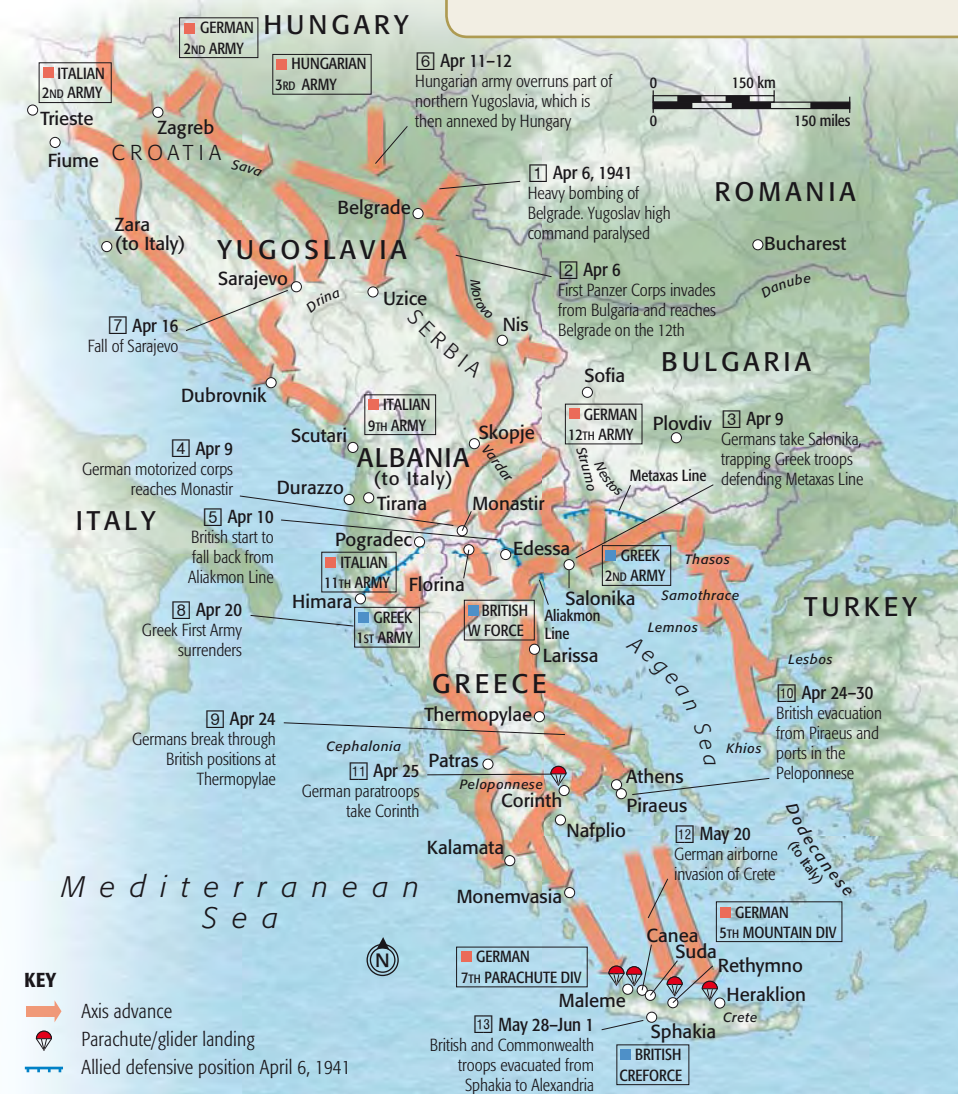 HUNGARY
GERMAN
2ND ARMY
HUNGARIAN
3RD ARMY
ITALIAN
2ND ARMY
6 Apr 11–12
Hungarian army overruns part of
northern Yugoslavia, which is
then annexed by Hungary
0 150 km
0 150 miles
Trieste
Fiume
Zagreb
CROATIA
Sava
1 Apr 6, 1941
Heavy bombing of
Belgrade. Yugoslav high
command paralysed
ROMANIA
Belgrade
Bucharest
Zara
(to Italy)
YUGOSLAVIA
Sarajevo
Drina
Uzice
Morovo
2 Apr 6
First Panzer Corps invades
from Bulgaria and reaches
Belgrade on the 12th
Danube
7 Apr 16
Fall of Sarajevo
SERBIA
Nis
BULGARIA
Sofia
Dubrovnik
ITALIAN
9TH ARMY
GERMAN
12TH ARMY
Plovdiv
3 Apr 9
Germans take Salonika,
trapping Greek troops
defending Metaxas Line
Scutari
Skopje
Vardar
Strumo
Nestos
Metaxas Line
4 Apr 9
German motorized corps
reaches Monastir
ALBANIA
(to Italy)
Durazzo
Tirana
Monastir
ITALY
5 Apr 10
British start to
fall back from
Aliakmon Line
Pogradec
Edessa
ITALIAN
11TH ARMY
Florina
GREEK
2ND ARMY
Thasos
Samothrace
Himara
Salonika
TURKEY
8 Apr 20
Greek First Army
surrenders
GREEK
1ST ARMY
BRITISH
W FORCE
Aliakmon
Line
Lemnos
Larissa
Aegean Sea
Lesbos
GREECE
9 Apr 24
Germans break through
British positions at
Thermopylae
Thermopylae
10 Apr 24–30
British evacuation
from Piraeus and
ports in the
Peloponnese
Khios
Cephalonia
Patras
11 Apr 25
German paratroops
take Corinth
Peloponnese
Corinth
Athens
Piraeus
Nafplio
Dodecanese
(to Italy)
Kalamata
12 May 20
German airborne
invasion of Crete
Mediterranean
Sea
Monemvasia
GERMAN
5TH MOUNTAIN DIV
N
GERMAN
7TH PARACHUTE DIV
Canea
Suda
Rethymno
Maleme
Heraklion
Crete
Sphakia
13 May 28–Jun 1
British and Commonwealth
troops evacuated from
Sphakia to Alexandria
BRITISH
CREFORCE
KEY
Axis advance
Parachute/glider landing
Allied defensive position April 6, 1941